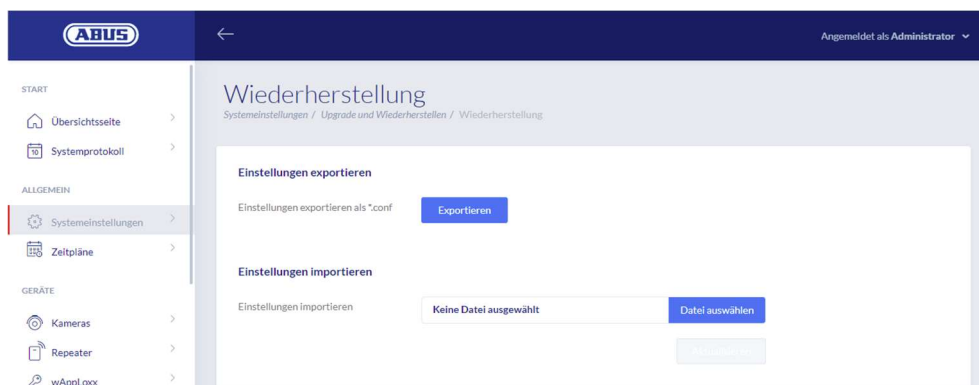 ABUS
Angemeldet als Administrator
START
Übersichtsseite
10
Systemprotokoll
ALLGEMEIN
Systemeinstellungen
Zeitpläne
GERÄTE
Kameras
Repeater
wAppLoxx
Wiederherstellung
Systemeinstellungen / Upgrade und Wiederherstellen / Wiederherstellung
Einstellungen exportieren
Einstellungen exportieren als *.conf
Exportieren
Einstellungen importieren
Einstellungen importieren
Keine Datei ausgewählt
Datei auswählen